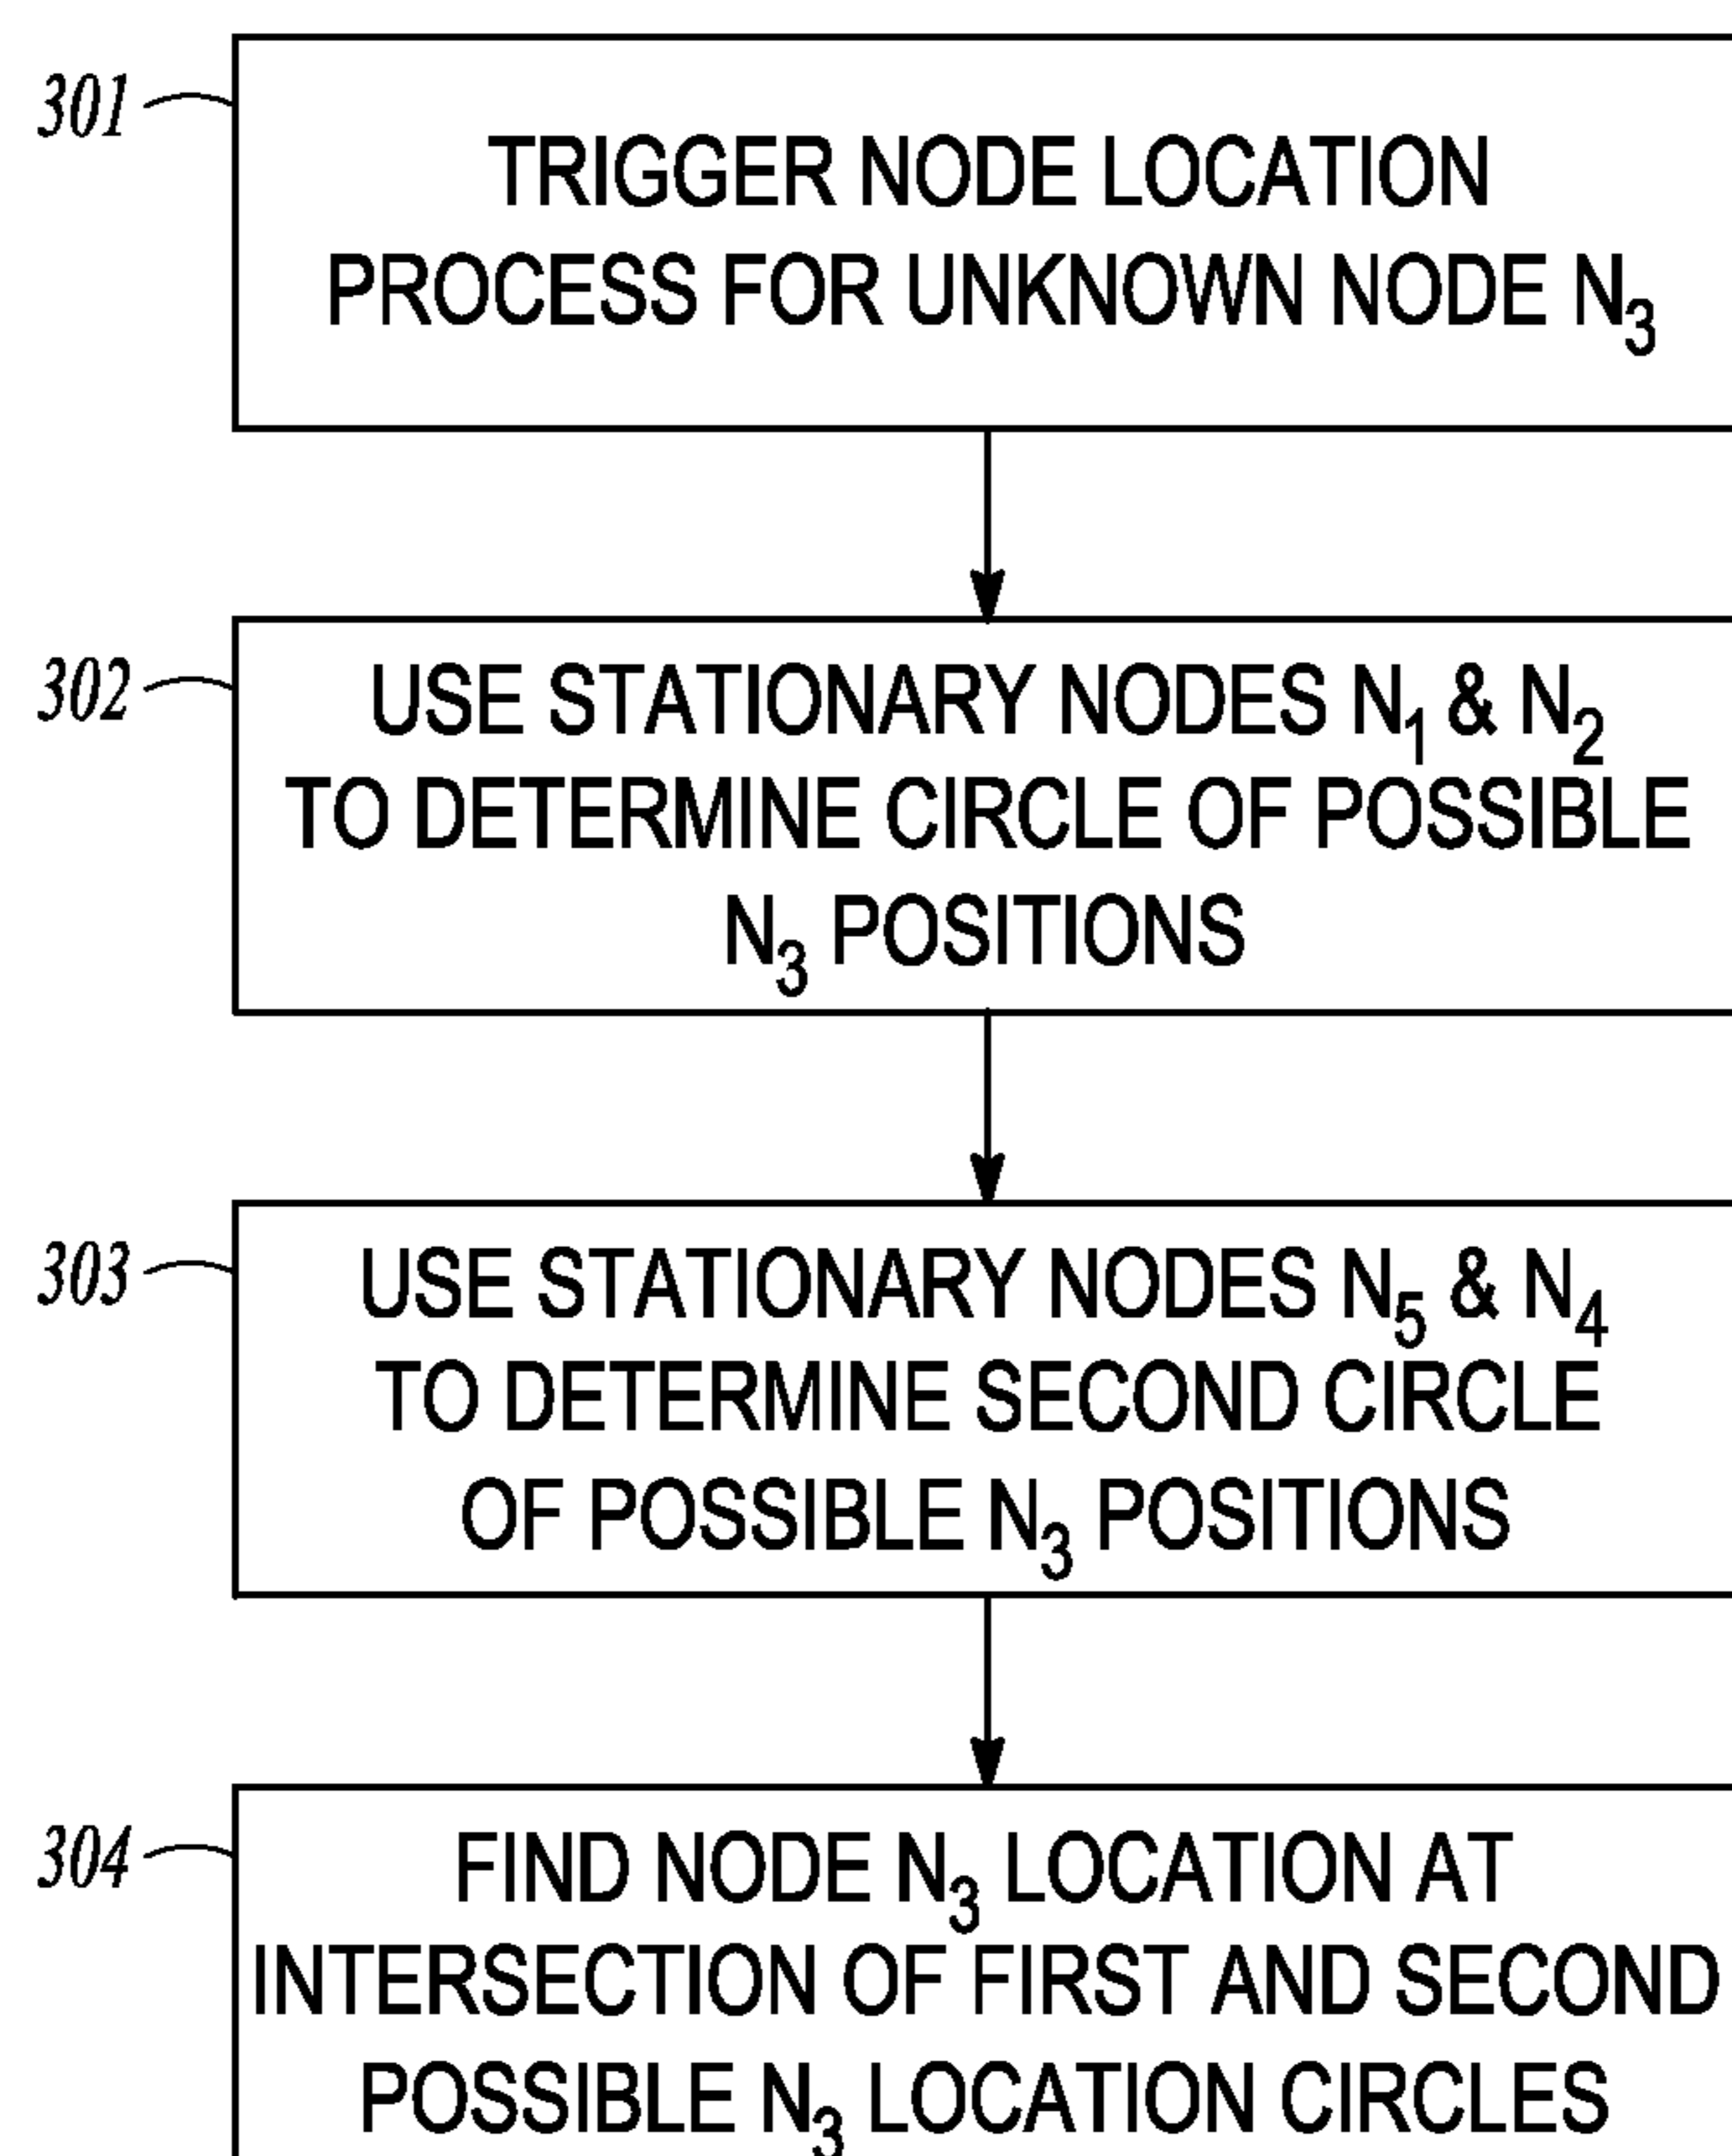 301
TRIGGER NODE LOCATION
PROCESS FOR UNKNOWN NODE N₃
302
USE STATIONARY NODES N₁ & N₂
TO DETERMINE CIRCLE OF POSSIBLE
N₃ POSITIONS
303
USE STATIONARY NODES N₅ & N₄
TO DETERMINE SECOND CIRCLE
OF POSSIBLE N₃ POSITIONS
304
FIND NODE N₃ LOCATION AT
INTERSECTION OF FIRST AND SECOND
POSSIBLE N₃ LOCATION CIRCLES